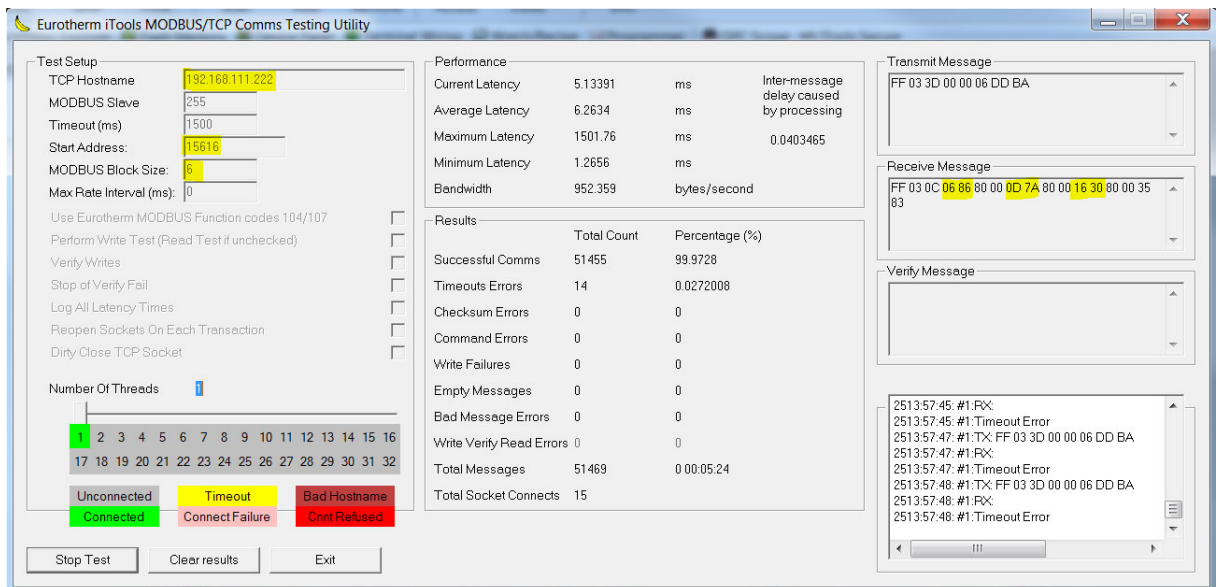 Eurotherm iTools MODBUS/TCP Comms Testing Utility
Test Setup
TCP Hostname 192.168.111.222
MODBUS Slave 255
Timeout (ms) 1500
Start Address: 15616
MODBUS Block Size: 6
Max Rate Interval (ms): 0
Use Eurotherm MODBUS Function codes 104/107
Perform Write Test (Read Test if unchecked)
Verify Writes
Stop of Verify Fail
Log All Latency Times
Reopen Sockets On Each Transaction
Dirty Close TCP Socket
Number Of Threads 1
1 2 3 4 5 6 7 8 9 10 11 12 13 14 15 16
17 18 19 20 21 22 23 24 25 26 27 28 29 30 31 32
Unconnected Timeout Bad Hostname
Connected Connect Failure Cnnt Refused
Stop Test Clear results Exit
Performance
Current Latency 5.13391 ms
Average Latency 6.2634 ms
Maximum Latency 1501.76 ms
Minimum Latency 1.2656 ms
Bandwidth 952.359 bytes/second
Inter-message
delay caused
by processing
0.0403465
Results
Total Count Percentage (%)
Successful Comms 51455 99.9728
Timeouts Errors 14 0.0272008
Checksum Errors 0 0
Command Errors 0 0
Write Failures 0 0
Empty Messages 0 0
Bad Message Errors 0 0
Write Verify Read Errors 0 0
Total Messages 51469 0 00:05:24
Total Socket Connects 15
Transmit Message
FF 03 3D 00 00 06 DD BA
Receive Message
FF 03 0C 06 86 80 00 0D 7A 80 00 16 30 80 00 35
83
Verify Message
2513:57:45: #1:RX:
2513:57:45: #1:Timeout Error
2513:57:47: #1:TX: FF 03 3D 00 00 06 DD BA
2513:57:47: #1:RX:
2513:57:47: #1:Timeout Error
2513:57:48: #1:TX: FF 03 3D 00 00 06 DD BA
2513:57:48: #1:RX:
2513:57:48: #1:Timeout Error